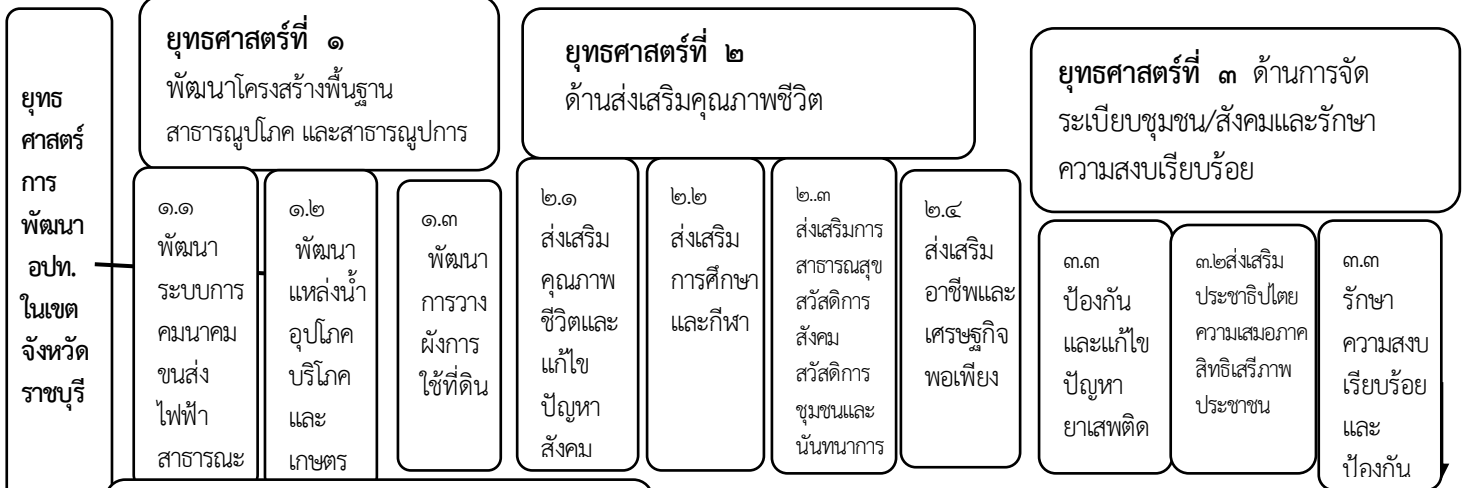 ยุทธ
ศาสตร์
การ
พัฒนา
อปท.
ในเขต
จังหวัด
ราชบุรี
ยุทธศาสตร์ที่ ๑
พัฒนาโครงสร้างพื้นฐาน
สาธารณูปโภค และสาธารณูปการ
๑.๑
พัฒนา
ระบบการ
คมนาคม
ขนส่ง
ไฟฟ้า
สาธารณะ
๑.๒
พัฒนา
แหล่งน้ำ
อุปโภค
บริโภค
และ
เกษตร
๑.๓
พัฒนา
การวาง
ผังการ
ใช้ที่ดิน
ยุทธศาสตร์ที่ ๒
ด้านส่งเสริมคุณภาพชีวิต
๒.๑
ส่งเสริม
คุณภาพ
ชีวิตและ
แก้ไข
ปัญหา
สังคม
๒.๒
ส่งเสริม
การศึกษา
และกีฬา
๒..๓
ส่งเสริมการ
สาธารณสุข
สวัสดิการ
สังคม
สวัสดิการ
ชุมชนและ
นันทนาการ
๒.๔
ส่งเสริม
อาชีพและ
เศรษฐกิจ
พอเพียง
ยุทธศาสตร์ที่ ๓ ด้านการจัด
ระเบียบชุมชน/สังคมและรักษา
ความสงบเรียบร้อย
๓.๓
ป้องกัน
และแก้ไข
ปัญหา
ยาเสพติด
๓.๒ส่งเสริม
ประชาธิปไตย
ความเสมอภาค
สิทธิเสรีภาพ
ประชาชน
๓.๓
รักษา
ความสงบ
เรียบร้อย
และ
ป้องกัน